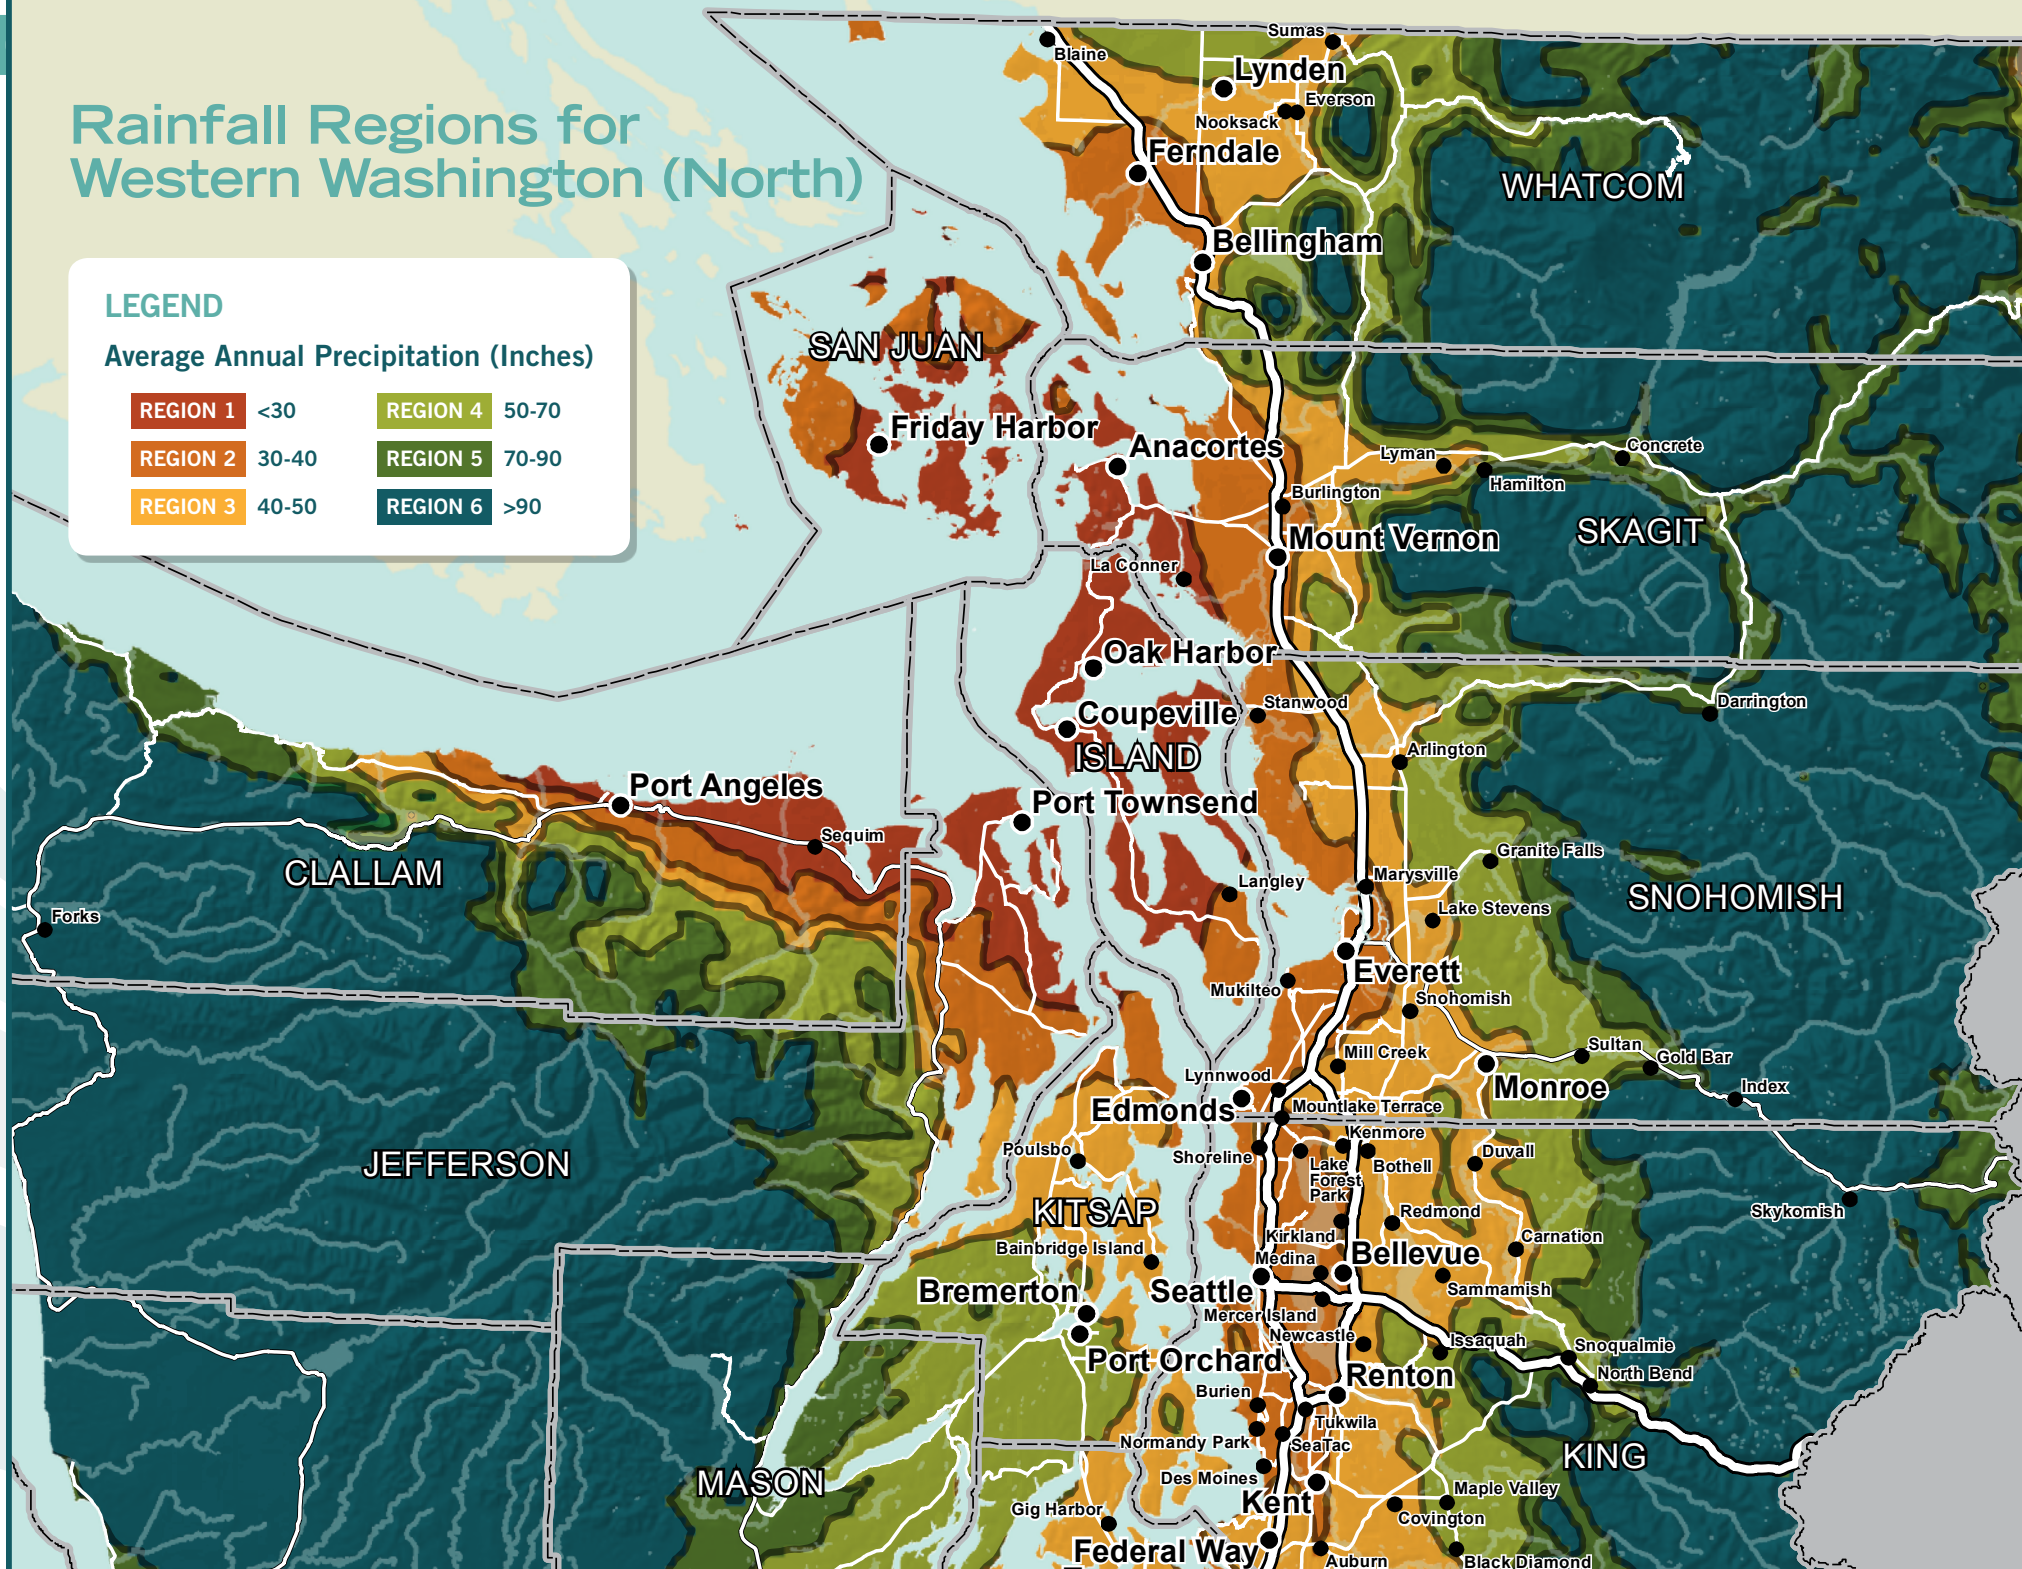 Rainfall Regions for
Western Washington (North)
LEGEND
Average Annual Precipitation (Inches)
REGION 1 <30
REGION 4 50-70
REGION 2 30-40
REGION 5 70-90
REGION 3 40-50
REGION 6 >90
Sumas
Blaine
Lynden
Everson
Nooksack
Ferndale
WHATCOM
Bellingham
SAN JUAN
Friday Harbor
Anacortes
Lyman
Concrete
Hamilton
Burlington
SKAGIT
Mount Vernon
La Conner
Oak Harbor
Stanwood
Darrington
Coupeville
ISLAND
Arlington
Port Angeles
Port Townsend
Sequim
Granite Falls
CLALLAM
Marysville
Langley
SNOHOMISH
Lake Stevens
Forks
Everett
Mukilteo
Snohomish
Sultan
Mill Creek
Gold Bar
Lynnwood
Monroe
Index
Edmonds
Mountlake Terrace
Kenmore
Poulsbo
Shoreline
Lake
Forest
Park
Bothell
Duvall
JEFFERSON
KITSAP
Redmond
Skykomish
Kirkland
Carnation
Bainbridge Island
Medina
Bellevue
Bremerton
Seattle
Sammamish
Mercer Island
Newcastle
Issaquah
Snoqualmie
Port Orchard
Renton
North Bend
Burien
Tukwila
Normandy Park
SeaTac
KING
MASON
Des Moines
Maple Valley
Kent
Gig Harbor
Covington
Federal Way
Auburn
Black Diamond